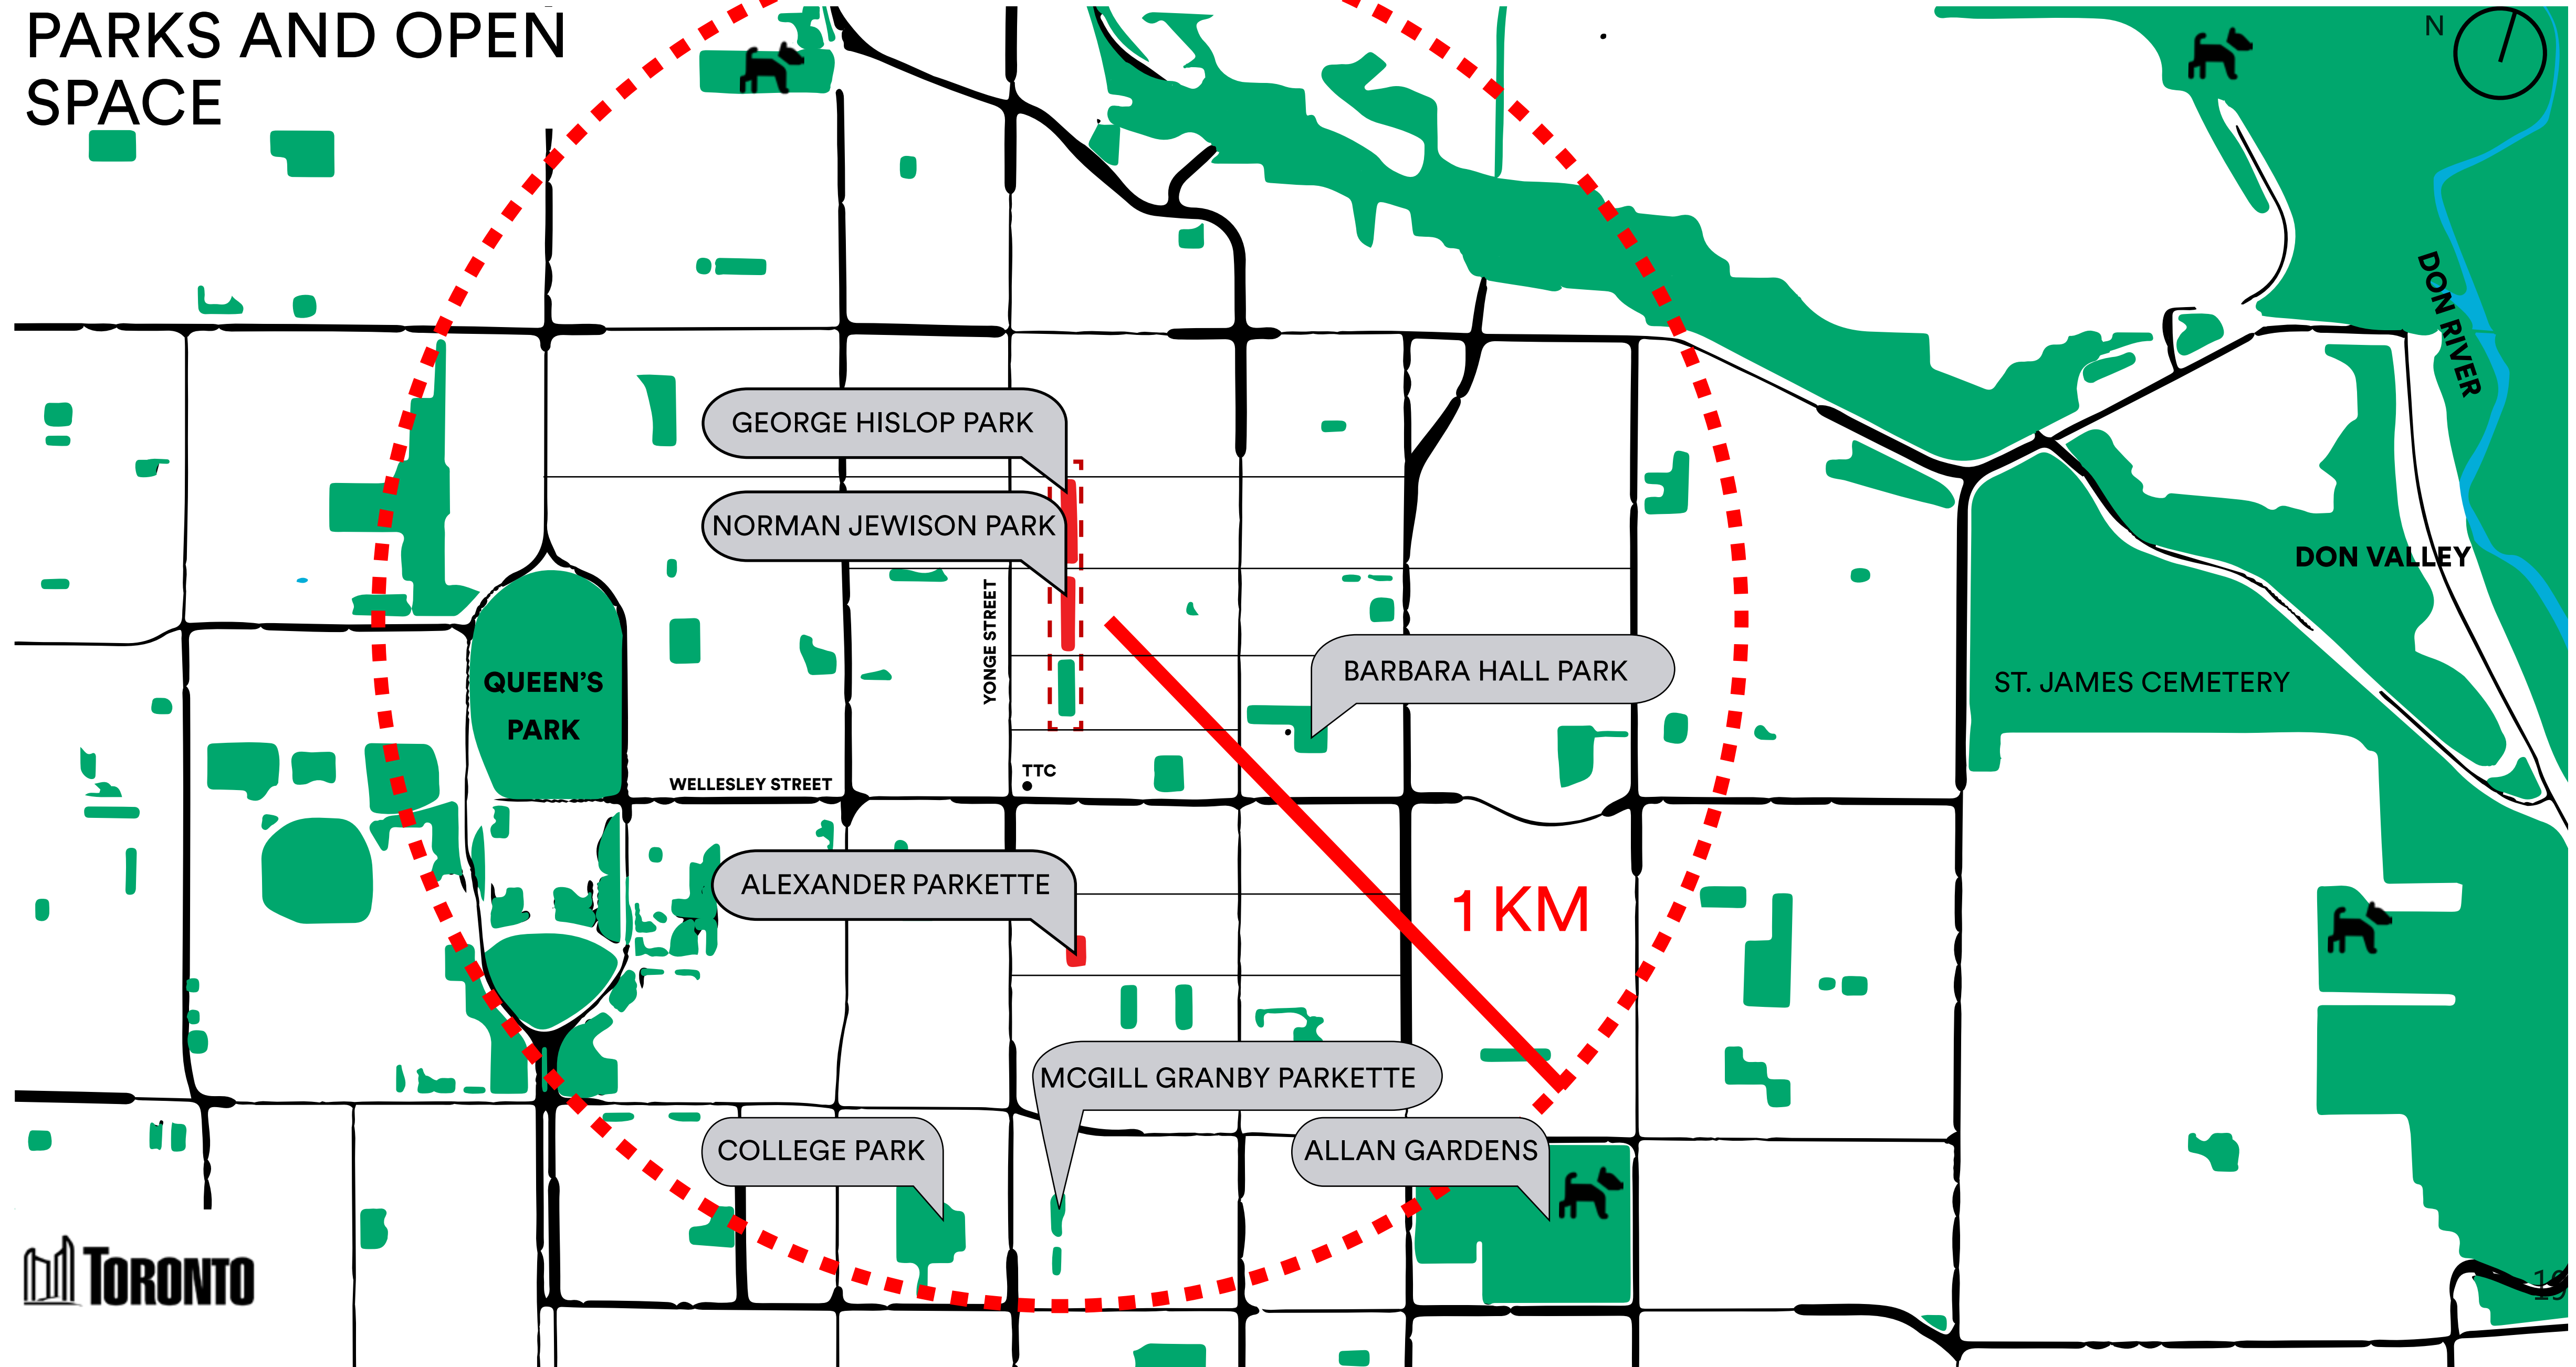 PARKS AND OPEN
SPACE
N
DON RIVER
GEORGE HISLOP PARK
NORMAN JEWISON PARK
DON VALLEY
YONGE STREET
BARBARA HALL PARK
QUEEN'S
PARK
ST. JAMES CEMETERY
WELLESLEY STREET
TTC
ALEXANDER PARKETTE
1 KM
MCGILL GRANBY PARKETTE
COLLEGE PARK
ALLAN GARDENS
TORONTO
19